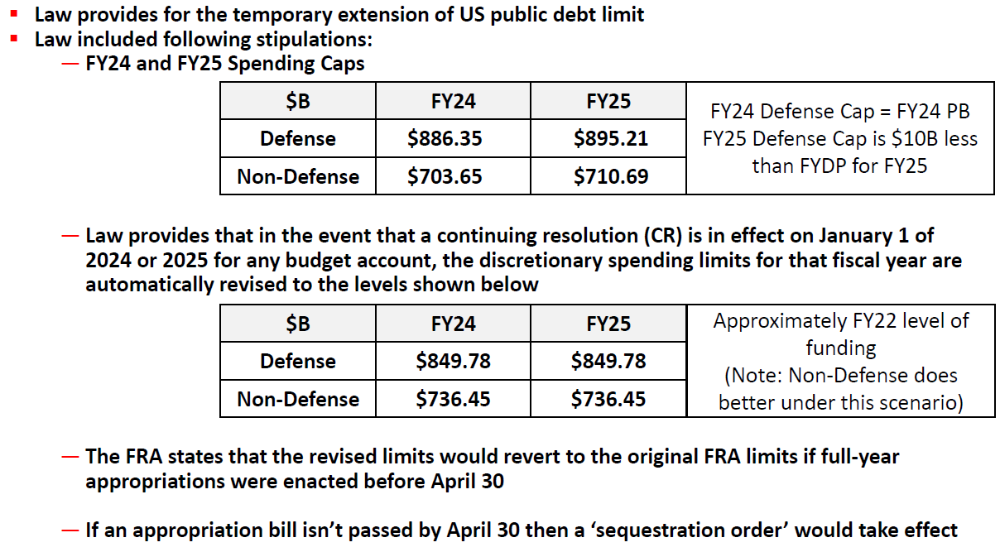 ▪ Law provides for the temporary extension of US public debt limit
▪ Law included following stipulations:
— FY24 and FY25 Spending Caps
$B FY24 FY25
Defense $886.35 $895.21
Non-Defense $703.65 $710.69
FY24 Defense Cap = FY24 PB
FY25 Defense Cap is $10B less
than FYDP for FY25
— Law provides that in the event that a continuing resolution (CR) is in effect on January 1 of
2024 or 2025 for any budget account, the discretionary spending limits for that fiscal year are
automatically revised to the levels shown below
$B FY24 FY25
Defense $849.78 $849.78
Non-Defense $736.45 $736.45
Approximately FY22 level of
funding
(Note: Non-Defense does
better under this scenario)
— The FRA states that the revised limits would revert to the original FRA limits if full-year
appropriations were enacted before April 30
— If an appropriation bill isn’t passed by April 30 then a ‘sequestration order’ would take effect